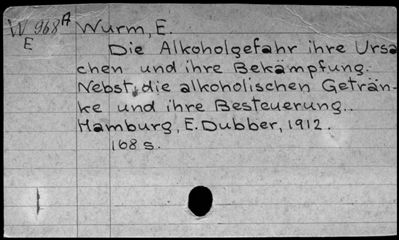 W 968 A Wurm, E.
E
Die Alkoholgefahr ihre Ursa
chen und ihre Bekämpfung.
Nebst, die alkoholischen Geträn-
ke und ihre Besteuerung..
Hamburg, E. Dubber, 1912.
168 s.